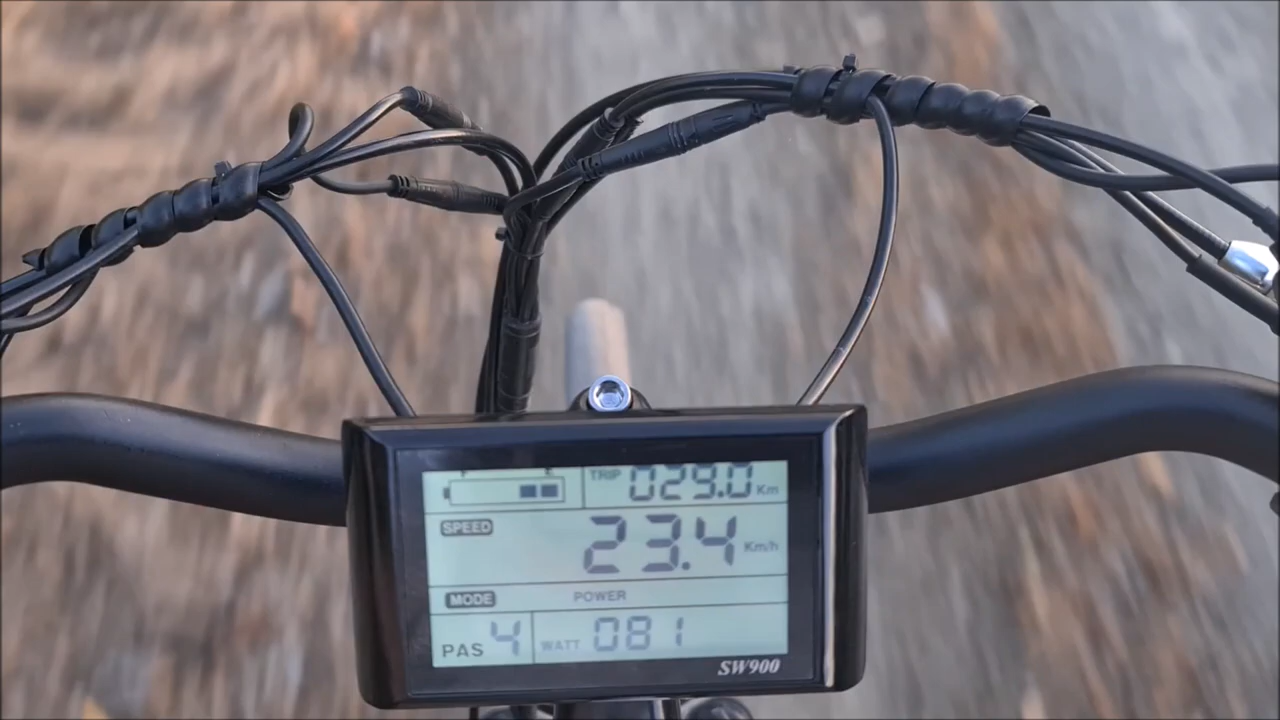 TRIP 029.0 Km
SPEED 23.4 Km/h
MODE POWER
PAS 4 WATT 081
SW900